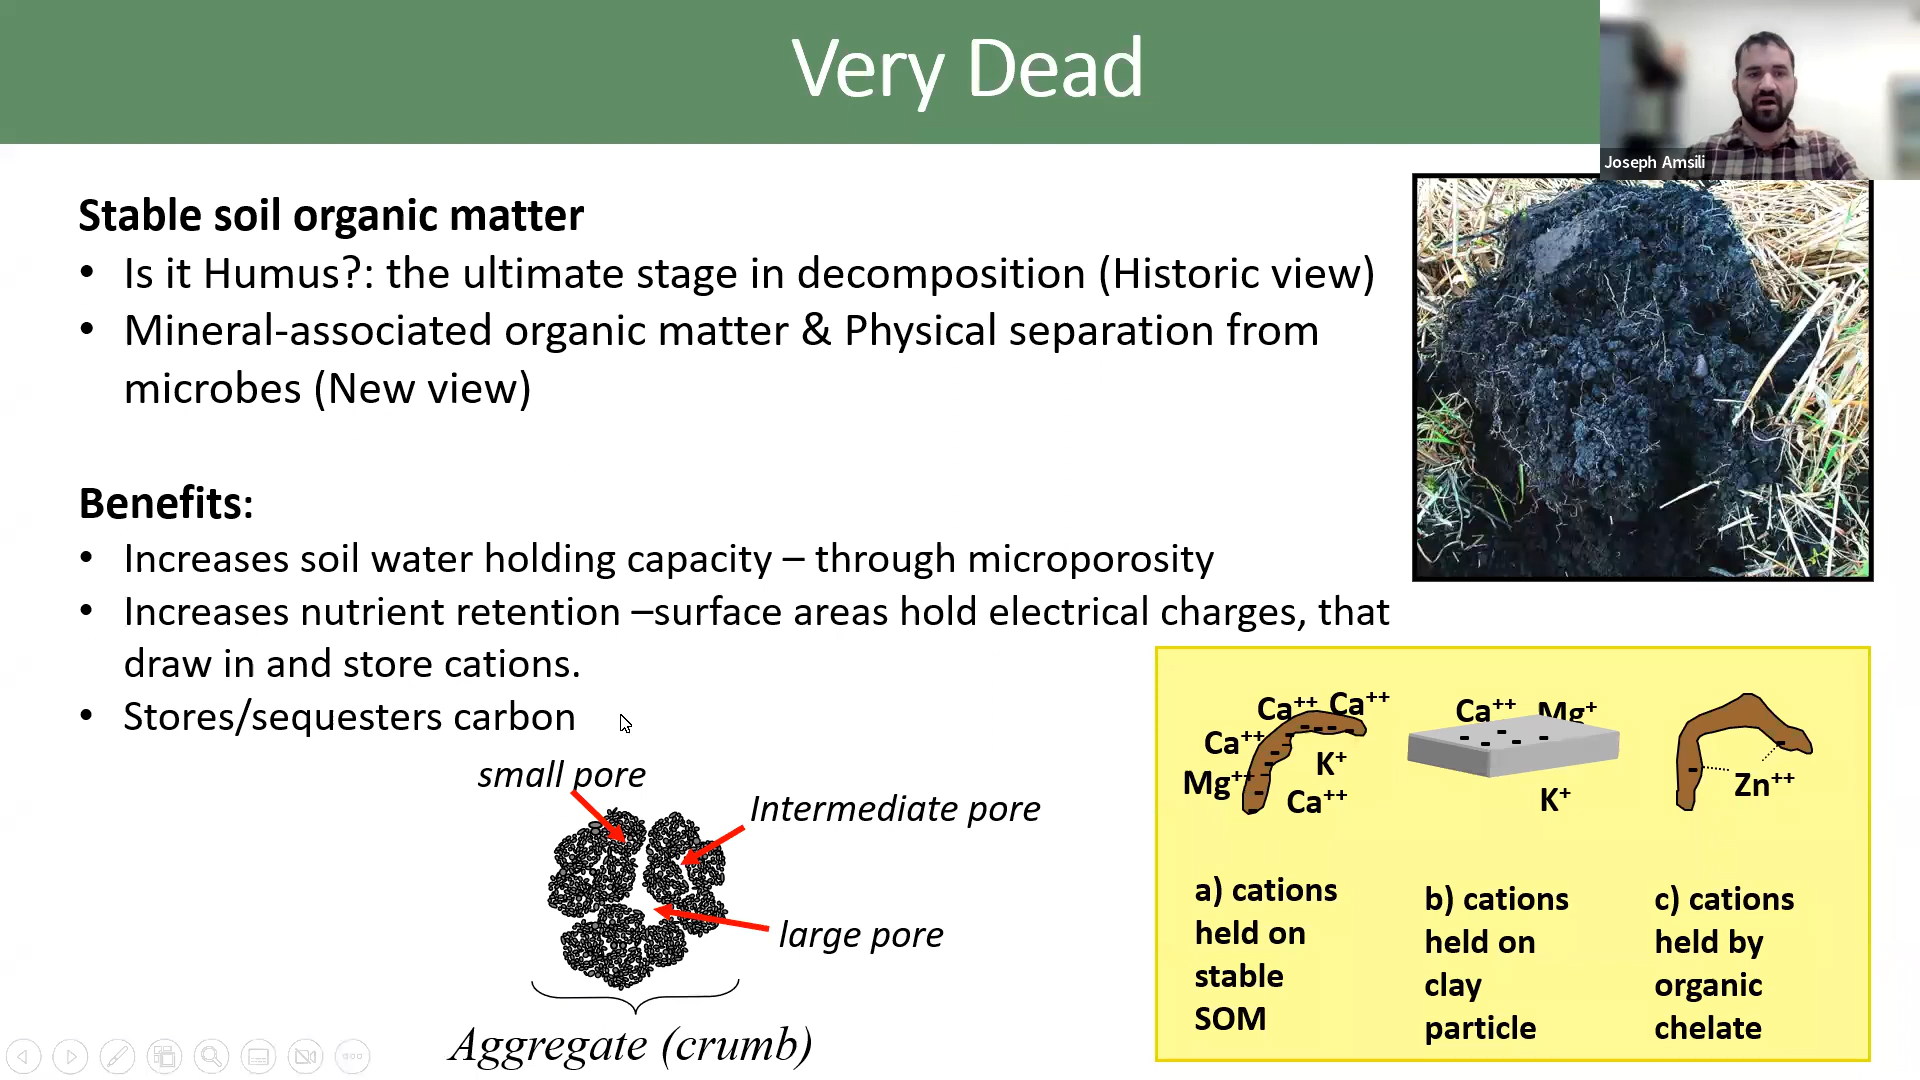 Very Dead
Joseph Amsili
Stable soil organic matter
• Is it Humus?: the ultimate stage in decomposition (Historic view)
• Mineral-associated organic matter & Physical separation from
microbes (New view)
Benefits:
• Increases soil water holding capacity – through microporosity
• Increases nutrient retention –surface areas hold electrical charges, that
draw in and store cations.
• Stores/sequesters carbon
small pore
Intermediate pore
large pore
Aggregate (crumb)
Ca++ Ca++
Ca++
Mg++
K+
Ca++
Ca++ Mg+
K+
Zn++
a) cations
held on
stable
SOM
b) cations
held on
clay
particle
c) cations
held by
organic
chelate